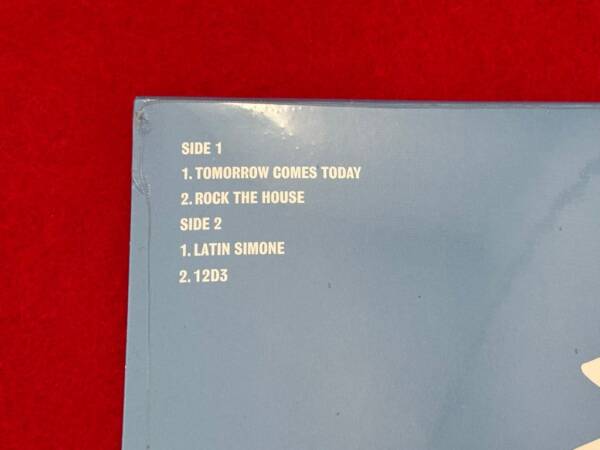 SIDE 1
1. TOMORROW COMES TODAY
2. ROCK THE HOUSE
SIDE 2
1. LATIN SIMONE
2. 12D3